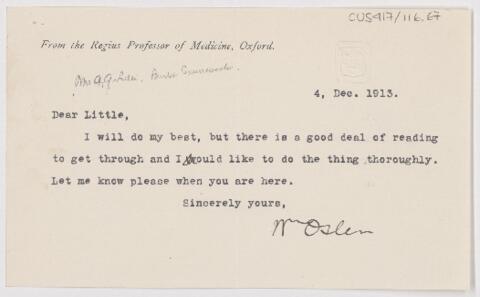 CUS417/116.67
From the Regius Professor of Medicine, Oxford.
4, Dec. 1913.
Dear Little,
I will do my best, but there is a good deal of reading
to get through and I would like to do the thing thoroughly.
Let me know please when you are here.
Sincerely yours,
Wm Osler